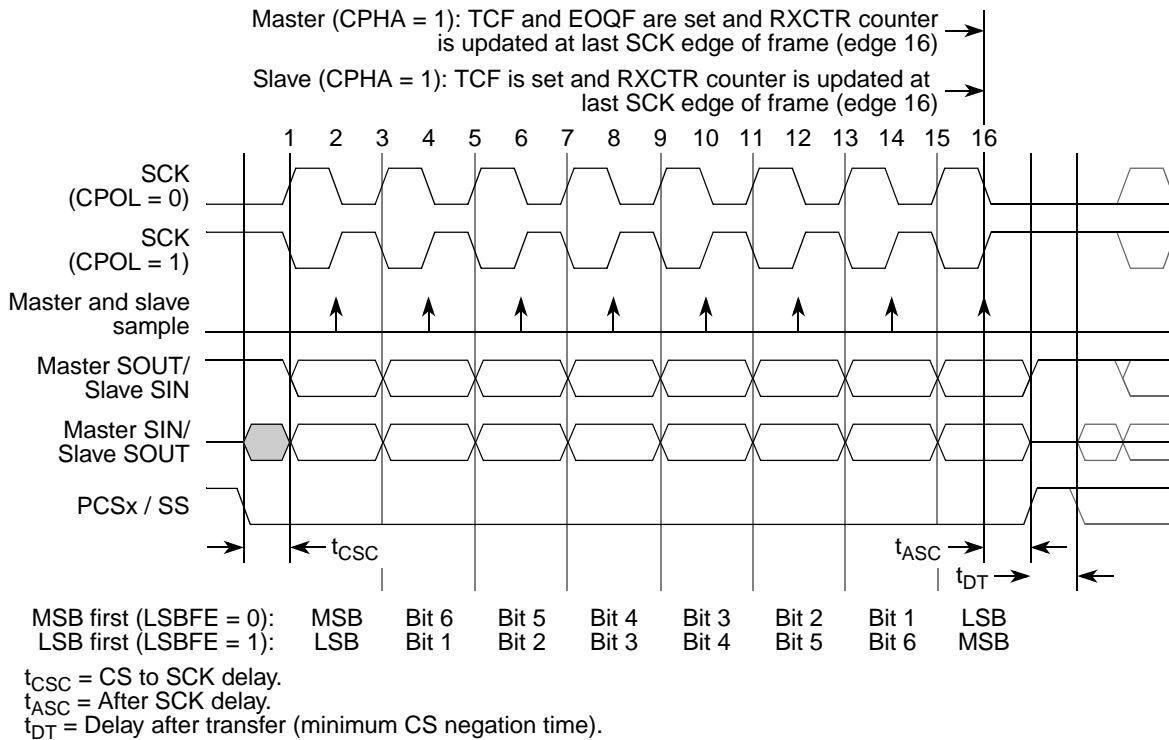 Master (CPHA = 1): TCF and EOQF are set and RXCTR counter
is updated at last SCK edge of frame (edge 16)
Slave (CPHA = 1): TCF is set and RXCTR counter is updated at
last SCK edge of frame (edge 16)
1 2 3 4 5 6 7 8 9 10 11 12 13 14 15 16
SCK
(CPOL = 0)
SCK
(CPOL = 1)
Master and slave
sample
Master SOUT/
Slave SIN
Master SIN/
Slave SOUT
PCSx / SS
tCSC tASC
tDT
MSB first (LSBFE = 0): MSB Bit 6 Bit 5 Bit 4 Bit 3 Bit 2 Bit 1 LSB
LSB first (LSBFE = 1): LSB Bit 1 Bit 2 Bit 3 Bit 4 Bit 5 Bit 6 MSB
tCSC = CS to SCK delay.
tASC = After SCK delay.
tDT = Delay after transfer (minimum CS negation time).